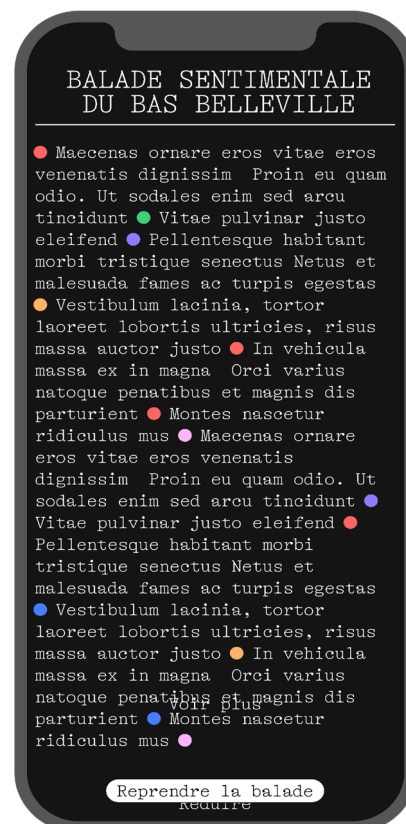 BALADE SENTIMENTALE
DU BAS BELLEVILLE
Maecenas ornare eros vitae eros
venenatis dignissim  Proin eu quam
odio. Ut sodales enim sed arcu
tincidunt Vitae pulvinar justo
eleifend Pellentesque habitant
morbi tristique senectus Netus et
malesuada fames ac turpis egestas
Vestibulum lacinia, tortor
laoreet lobortis ultricies, risus
massa auctor justo In vehicula
massa ex in magna  Orci varius
natoque penatibus et magnis dis
parturient Montes nascetur
ridiculus mus Maecenas ornare
eros vitae eros venenatis
dignissim  Proin eu quam odio. Ut
sodales enim sed arcu tincidunt
Vitae pulvinar justo eleifend
Pellentesque habitant morbi
tristique senectus Netus et
malesuada fames ac turpis egestas
Vestibulum lacinia, tortor
laoreet lobortis ultricies, risus
massa auctor justo In vehicula
massa ex in magna  Orci varius
natoque penatibus et magnis dis
Voir plus
parturient Montes nascetur
ridiculus mus
Reprendre la balade
Réduire